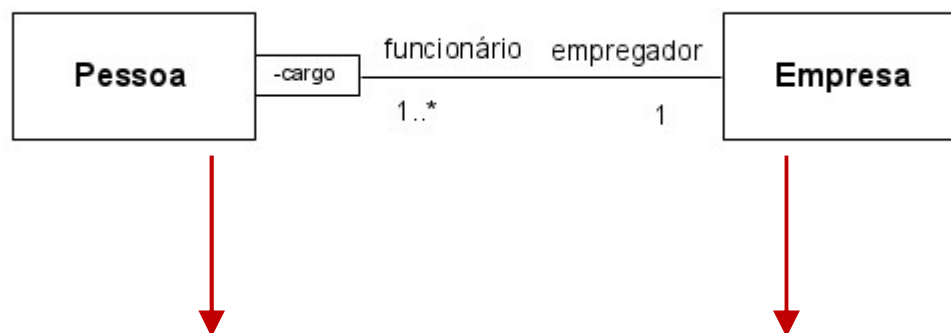 Pessoa
-cargo
funcionário
empregador
1..*
1
Empresa